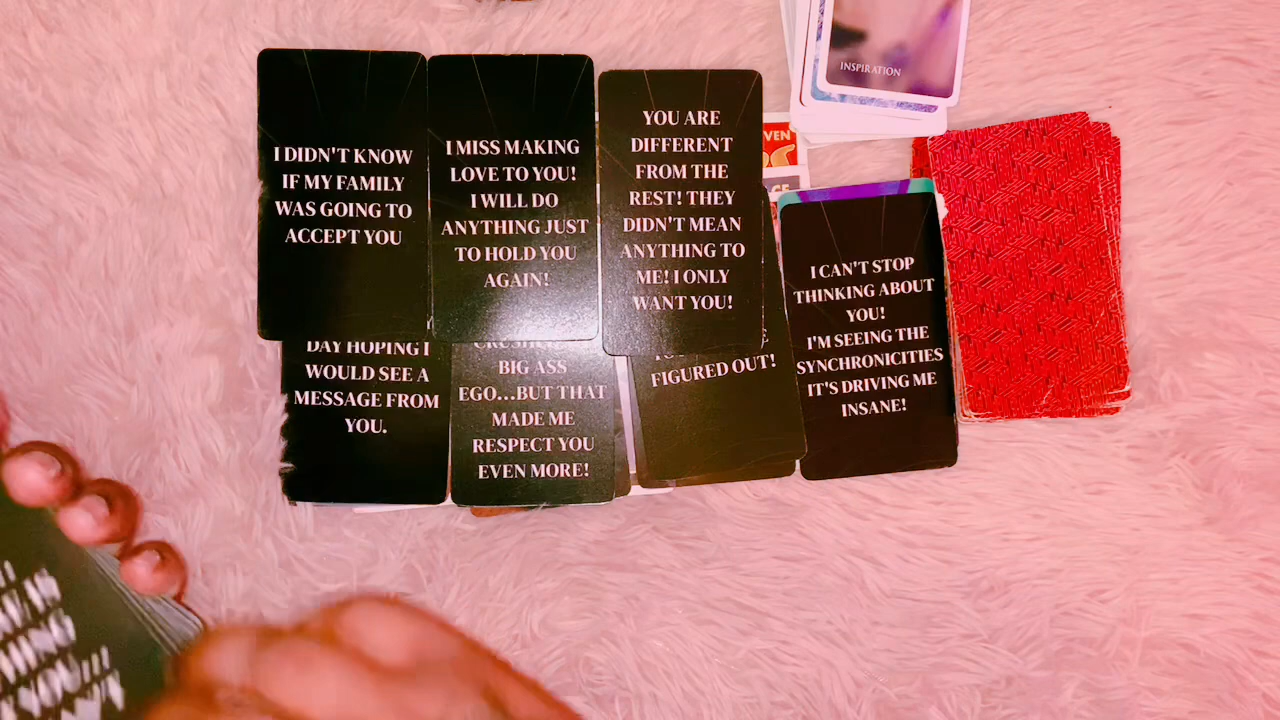 INSPIRATION
I DIDN'T KNOW
IF MY FAMILY
WAS GOING TO
ACCEPT YOU
I MISS MAKING
LOVE TO YOU!
I WILL DO
ANYTHING JUST
TO HOLD YOU
AGAIN!
YOU ARE
DIFFERENT
FROM THE
REST! THEY
DIDN'T MEAN
ANYTHING TO
ME! I ONLY
WANT YOU!
VEN
I CAN'T STOP
THINKING ABOUT
YOU!
I'M SEEING THE
SYNCHRONICITIES
IT'S DRIVING ME
INSANE!
DAY HOPING I
WOULD SEE A
MESSAGE FROM
YOU.
BIG ASS
EGO...BUT THAT
MADE ME
RESPECT YOU
EVEN MORE!
FIGURED OUT!